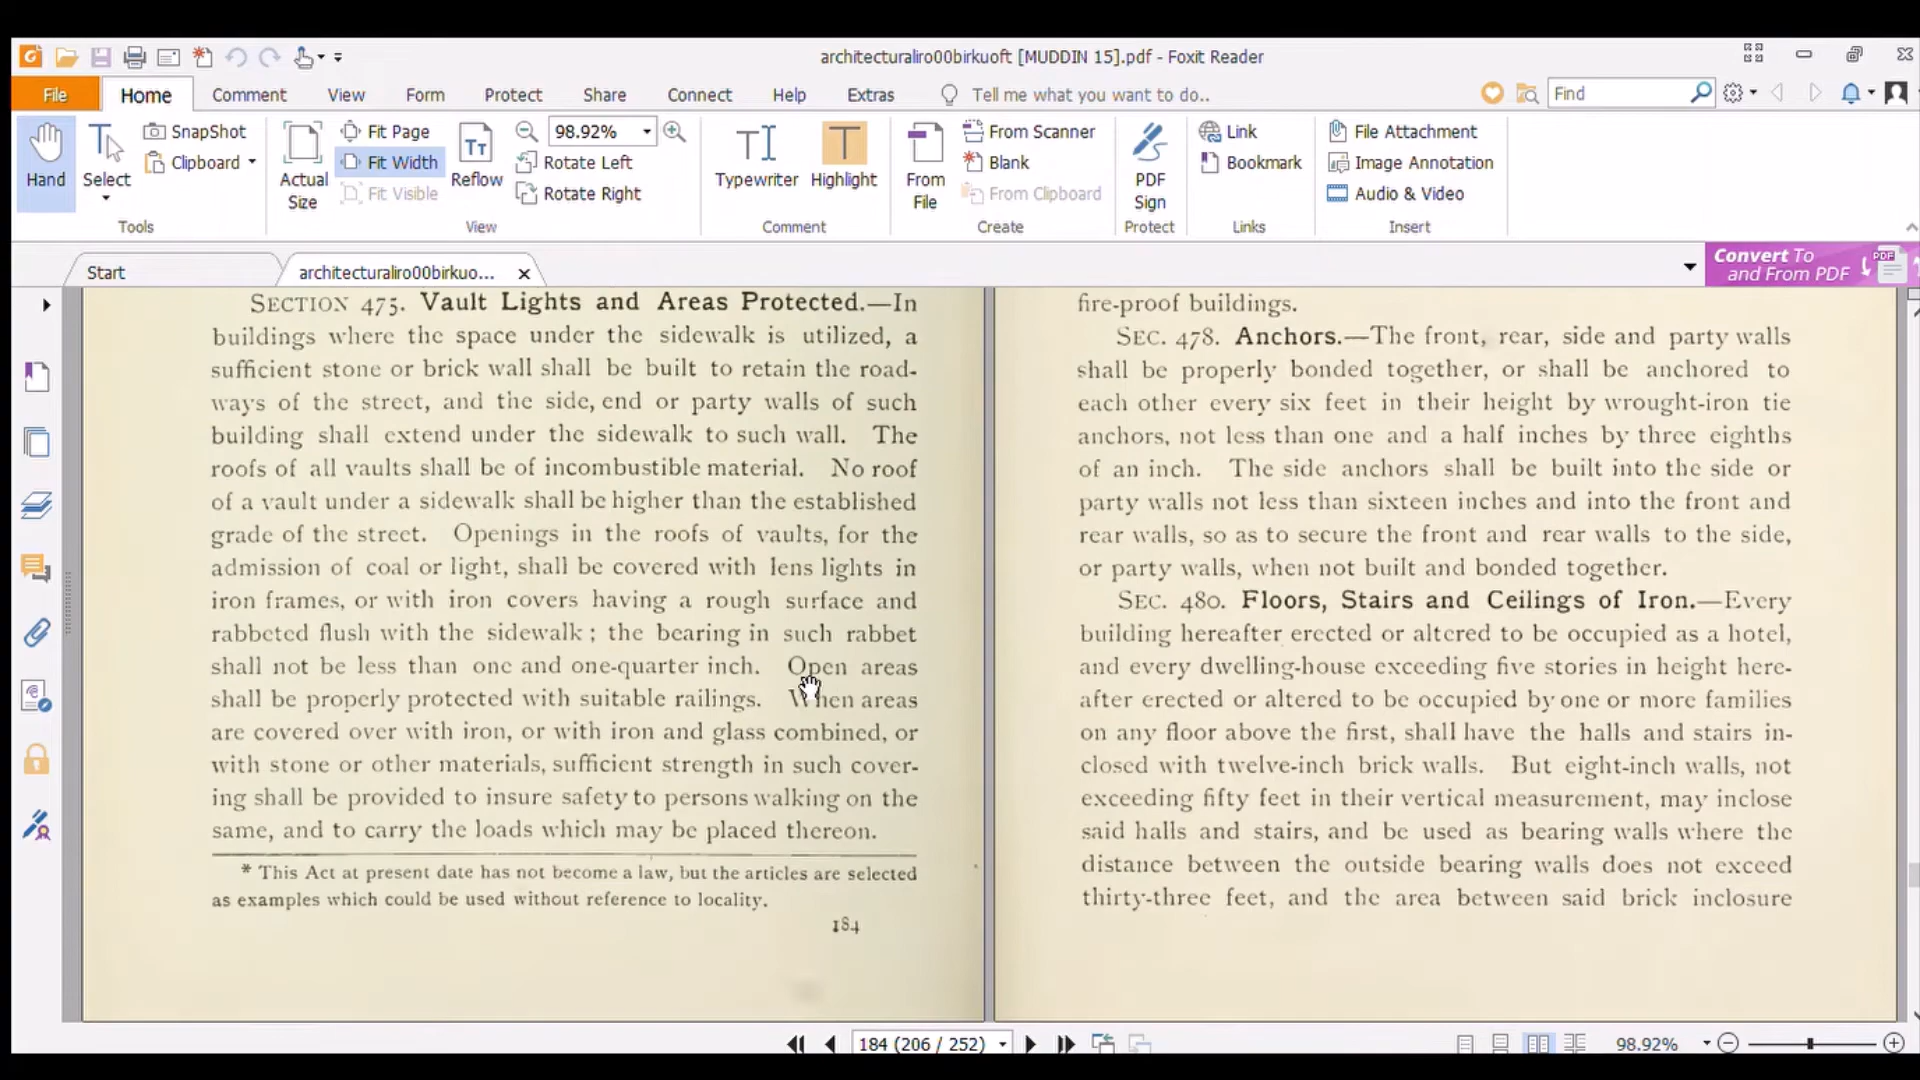 architecturaliro00birkuoft [MUDDIN 15].pdf - Foxit Reader
File
Home
Comment
View
Form
Protect
Share
Connect
Help
Extras
Tell me what you want to do..
Find
Hand
Select
SnapShot
Clipboard
Tools
Actual
Size
Fit Page
Fit Width
Fit Visible
Reflow
98.92%
Rotate Left
Rotate Right
View
Typewriter
Highlight
Comment
From
File
From Scanner
Blank
From Clipboard
Create
PDF
Sign
Protect
Link
Bookmark
Links
File Attachment
Image Annotation
Audio & Video
Insert
Start
architecturaliro00birkuo...
Convert To
and From PDF
PDF
SECTION 475. Vault Lights and Areas Protected.—In
buildings where the space under the sidewalk is utilized, a
sufficient stone or brick wall shall be built to retain the road-
ways of the street, and the side, end or party walls of such
building shall extend under the sidewalk to such wall. The
roofs of all vaults shall be of incombustible material. No roof
of a vault under a sidewalk shall be higher than the established
grade of the street. Openings in the roofs of vaults, for the
admission of coal or light, shall be covered with lens lights in
iron frames, or with iron covers having a rough surface and
rabbeted flush with the sidewalk; the bearing in such rabbet
shall not be less than one and one-quarter inch. Open areas
shall be properly protected with suitable railings. When areas
are covered over with iron, or with iron and glass combined, or
with stone or other materials, sufficient strength in such cover-
ing shall be provided to insure safety to persons walking on the
same, and to carry the loads which may be placed thereon.
* This Act at present date has not become a law, but the articles are selected
as examples which could be used without reference to locality.
184
fire-proof buildings.
SEC. 478. Anchors.—The front, rear, side and party walls
shall be properly bonded together, or shall be anchored to
each other every six feet in their height by wrought-iron tie
anchors, not less than one and a half inches by three eighths
of an inch. The side anchors shall be built into the side or
party walls not less than sixteen inches and into the front and
rear walls, so as to secure the front and rear walls to the side,
or party walls, when not built and bonded together.
SEC. 480. Floors, Stairs and Ceilings of Iron.—Every
building hereafter erected or altered to be occupied as a hotel,
and every dwelling-house exceeding five stories in height here-
after erected or altered to be occupied by one or more families
on any floor above the first, shall have the halls and stairs in-
closed with twelve-inch brick walls. But eight-inch walls, not
exceeding fifty feet in their vertical measurement, may inclose
said halls and stairs, and be used as bearing walls where the
distance between the outside bearing walls does not exceed
thirty-three feet, and the area between said brick inclosure
184 (206 / 252)
98.92%